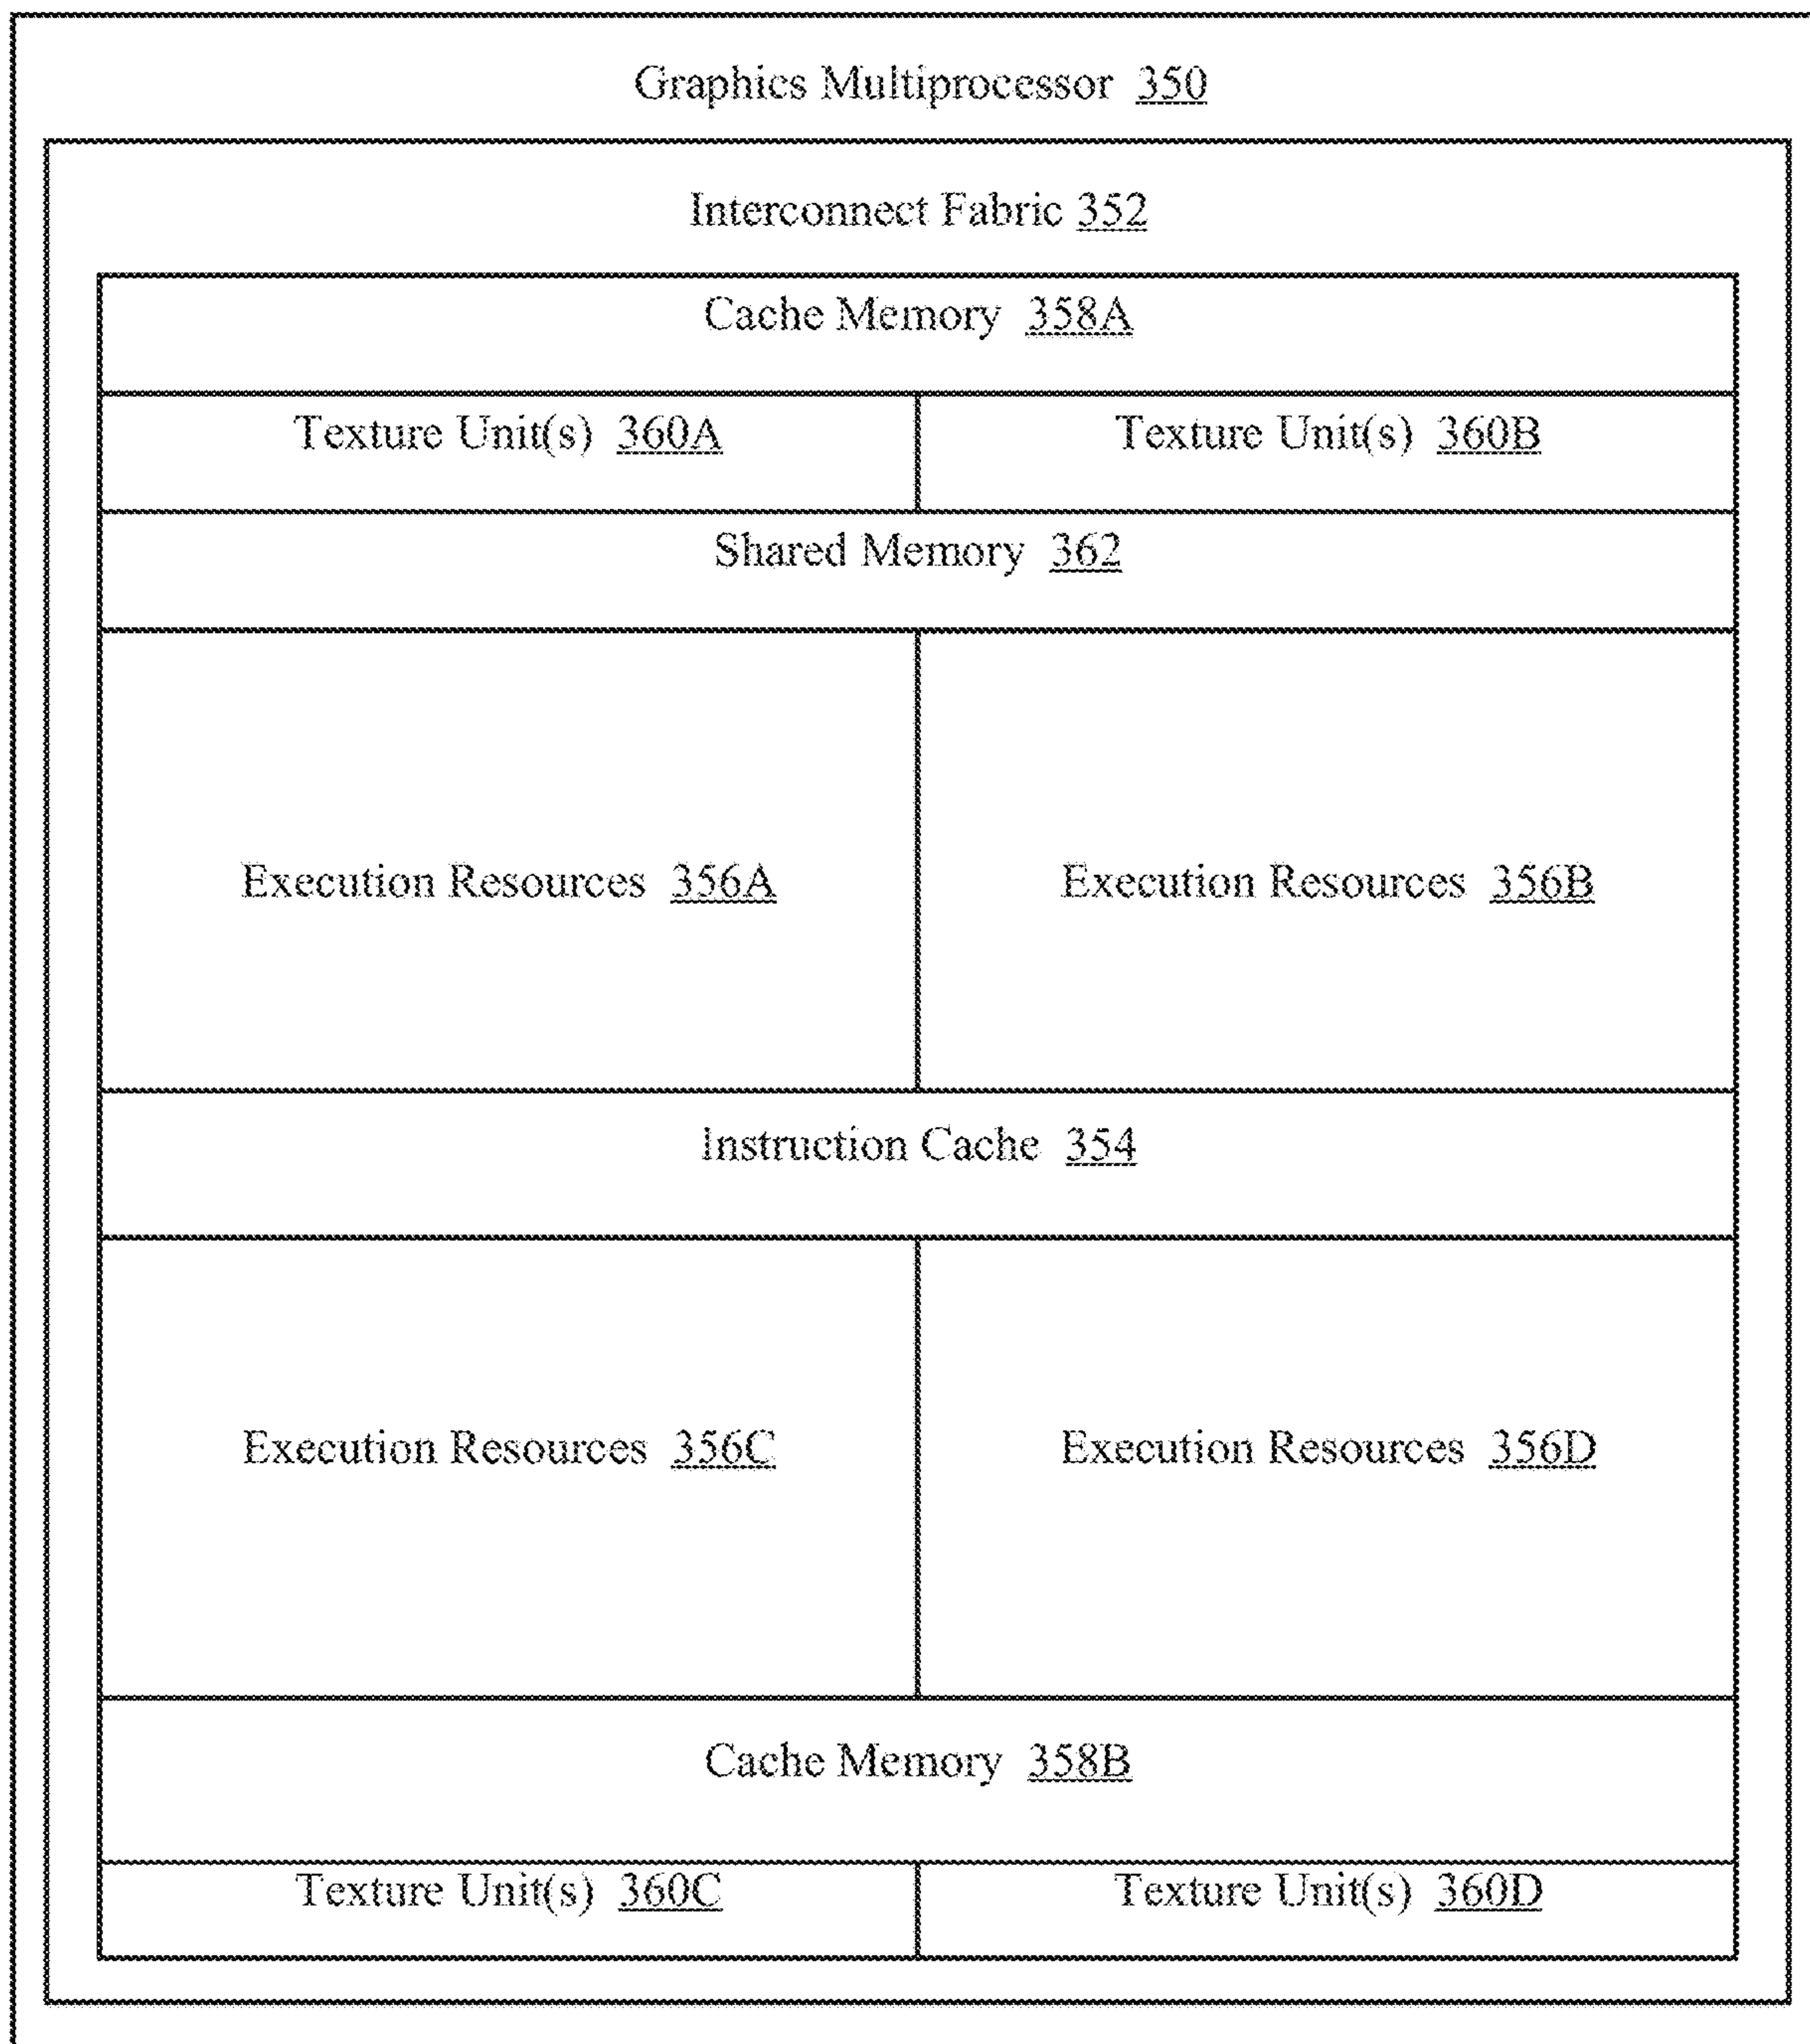 Graphics Multiprocessor 350
Interconnect Fabric 352
Cache Memory 358A
Texture Unit(s) 360A
Texture Unit(s) 360B
Shared Memory 362
Execution Resources 356A
Execution Resources 356B
Instruction Cache 354
Execution Resources 356C
Execution Resources 356D
Cache Memory 358B
Texture Unit(s) 360C
Texture Unit(s) 360D